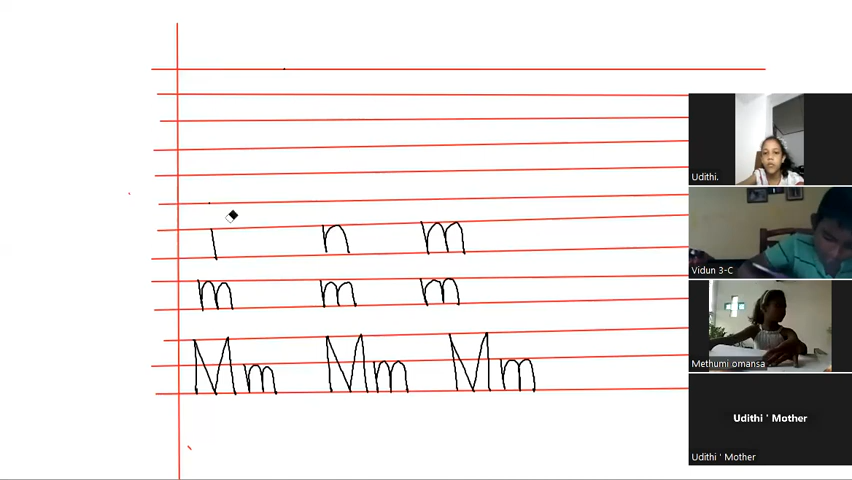 ı n m
m m m
Mm Mm Mm
Udithi.
Vidun 3-C
Methumi omansa
Udithi ' Mother
Udithi ' Mother